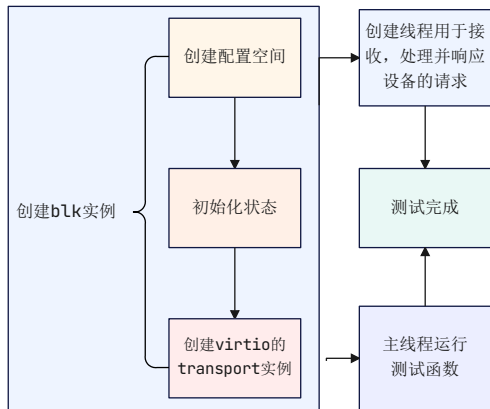 创建配置空间
创建线程用于接
收，处理并响应
设备的请求
创建blk实例
初始化状态
测试完成
创建virtio的
transport实例
主线程运行
测试函数